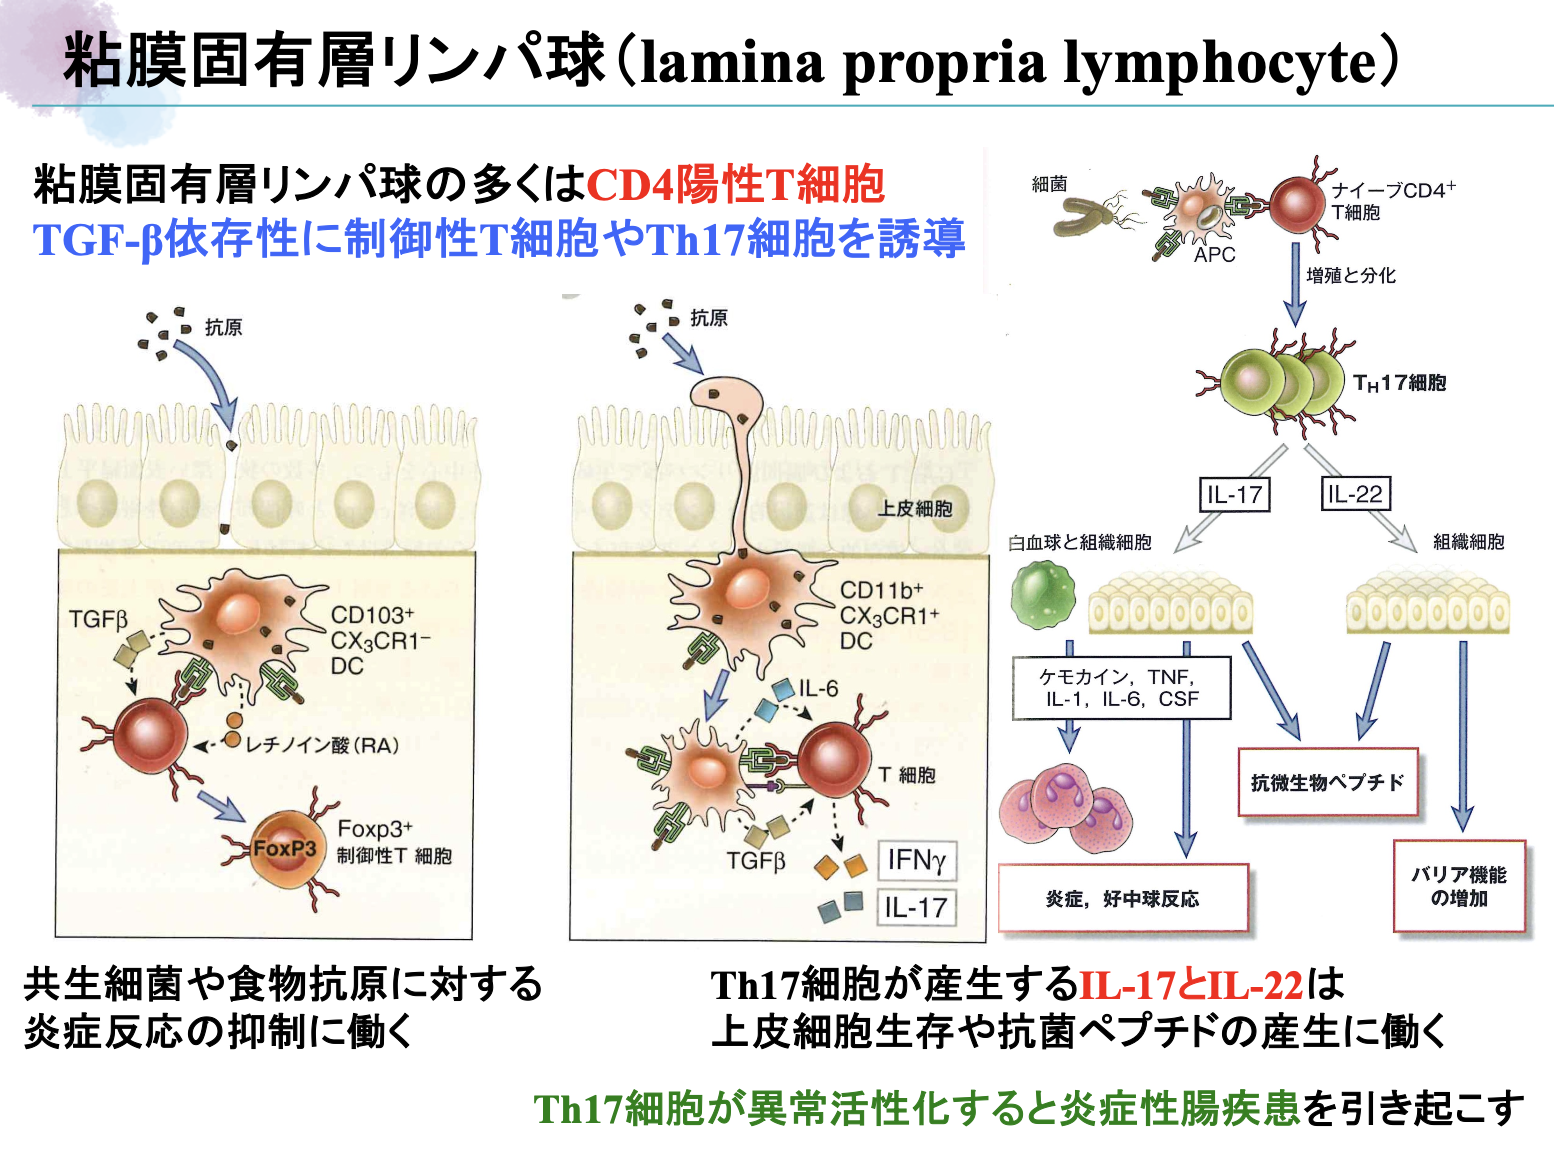 粘膜固有層リンパ球（lamina propria lymphocyte）
粘膜固有層リンパ球の多くはCD4陽性T細胞
TGF-β依存性に制御性T細胞やTh17細胞を誘導
抗原
TGFβ
CD103+
CX₃CR1−
DC
レチノイン酸（RA）
FoxP3
Foxp3+
制御性T 細胞
抗原
上皮細胞
CD11b+
CX₃CR1+
DC
IL-6
T 細胞
TGFβ
IFNγ
IL-17
細菌
APC
ナイーブCD4+
T細胞
増殖と分化
TH17細胞
IL-17
IL-22
白血球と組織細胞
組織細胞
ケモカイン，TNF,
IL-1，IL-6，CSF
抗微生物ペプチド
炎症，好中球反応
バリア機能
の増加
共生細菌や食物抗原に対する
炎症反応の抑制に働く
Th17細胞が産生するIL-17とIL-22は
上皮細胞生存や抗菌ペプチドの産生に働く
Th17細胞が異常活性化すると炎症性腸疾患を引き起こす